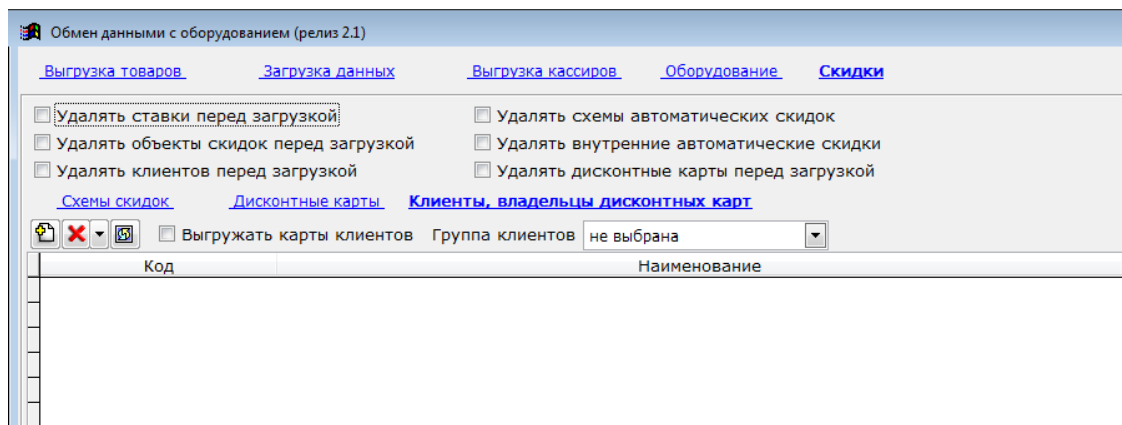 Обмен данными с оборудованием (релиз 2.1)
Выгрузка товаров Загрузка данных Выгрузка кассиров Оборудование Скидки
Удалять ставки перед загрузкой Удалять схемы автоматических скидок
Удалять объекты скидок перед загрузкой Удалять внутренние автоматические скидки
Удалять клиентов перед загрузкой Удалять дисконтные карты перед загрузкой
Схемы скидок Дисконтные карты Клиенты, владельцы дисконтных карт
Выгружать карты клиентов Группа клиентов не выбрана
Код Наименование